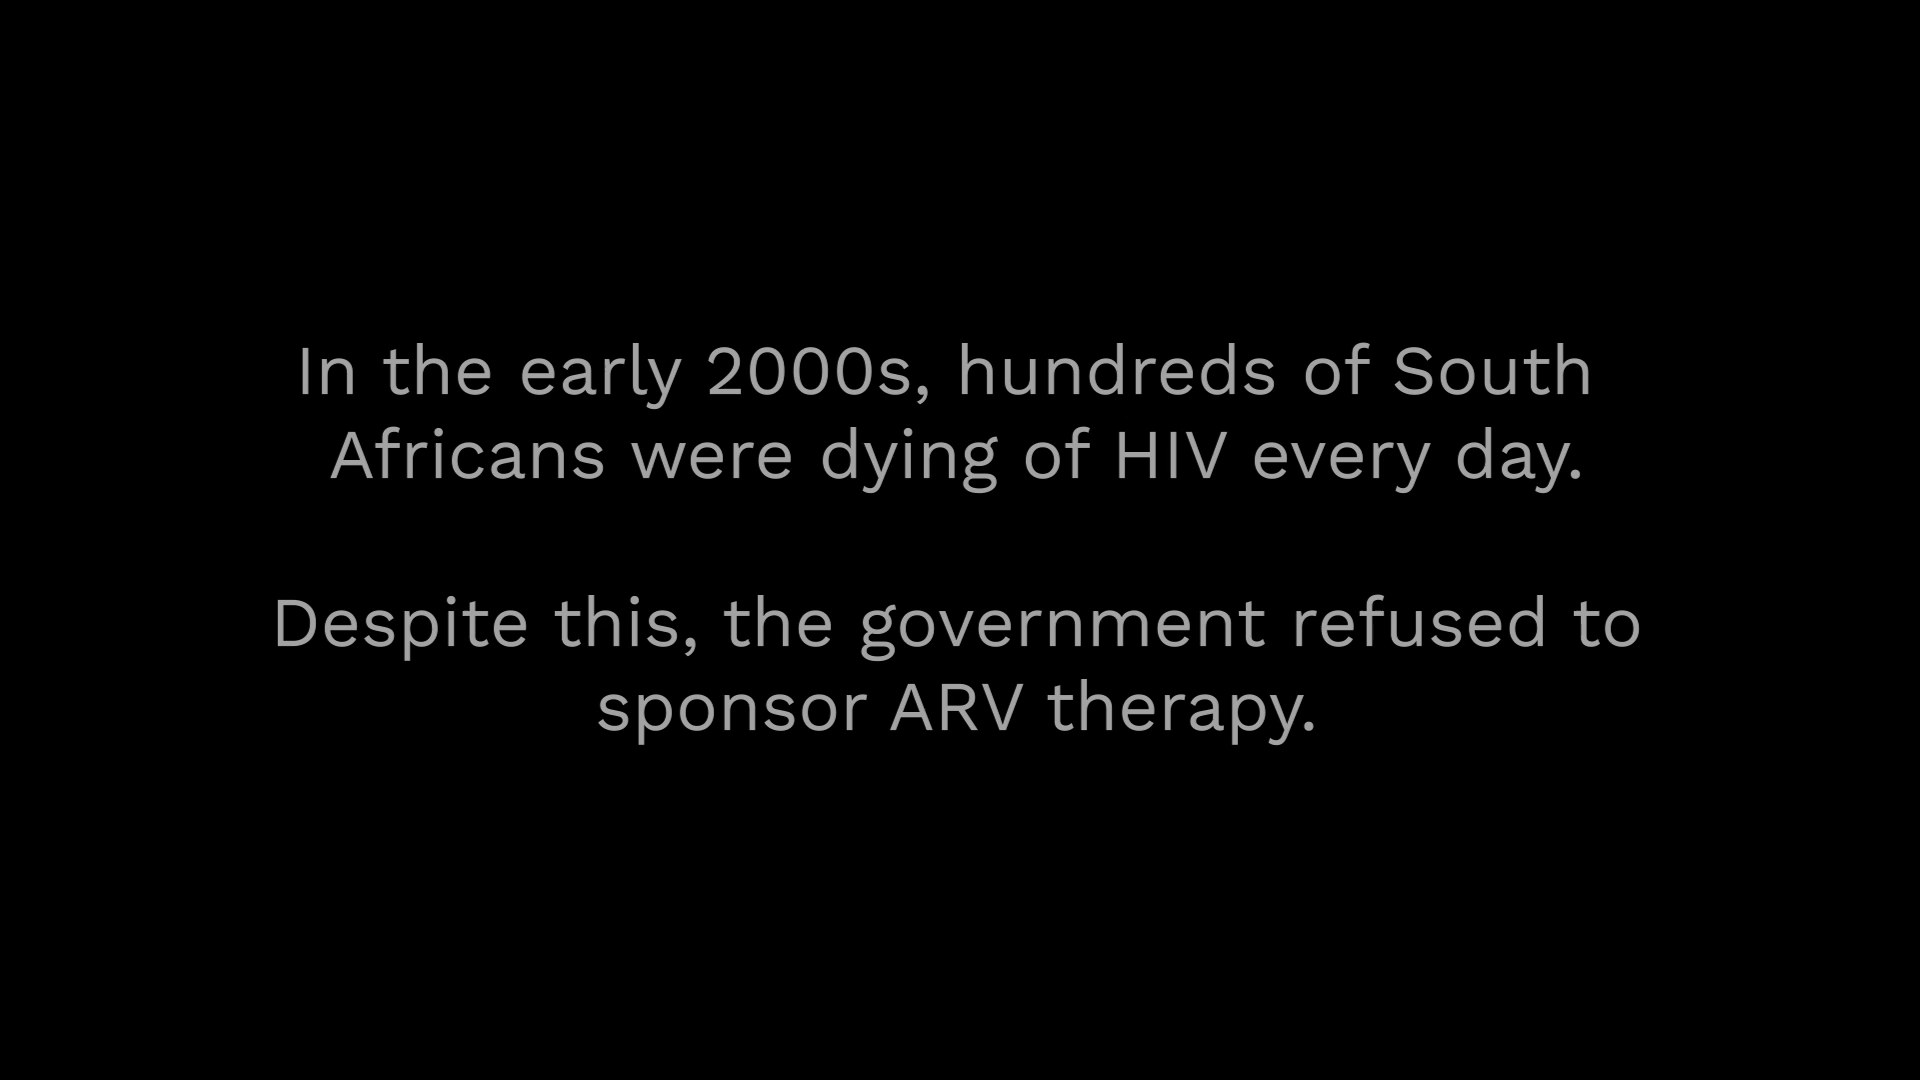 In the early 2000s, hundreds of South
Africans were dying of HIV every day.
Despite this, the government refused to
sponsor ARV therapy.